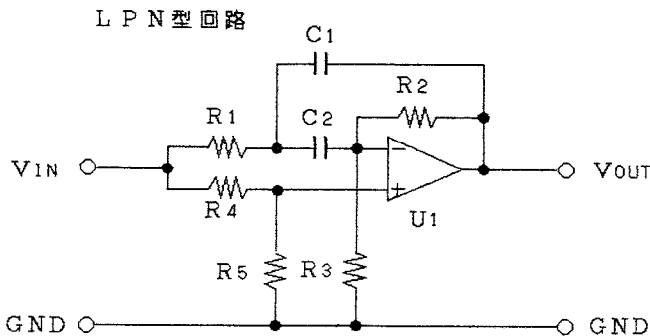 LPN型回路
C1
R2
R1
C2
VIN
VOUT
R4
U1
R5
R3
GND
GND